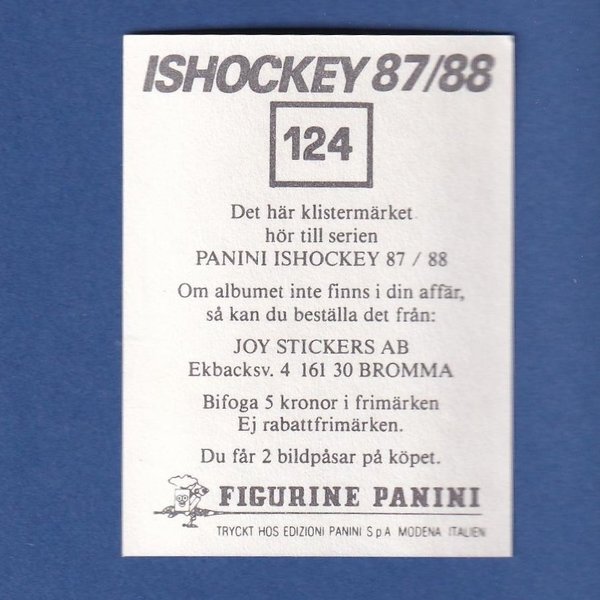 ISHOCKEY 87/88
124
Det här klistermärket
hör till serien
PANINI ISHOCKEY 87 / 88
Om albumet inte finns i din affär,
så kan du beställa det från:
JOY STICKERS AB
Ekbacksv. 4 161 30 BROMMA
Bifoga 5 kronor i frimärken
Ej rabattfrimärken.
Du får 2 bildpåsar på köpet.
FIGURINE PANINI
TRYCKT HOS EDIZIONI PANINI S p A MODENA ITALIEN